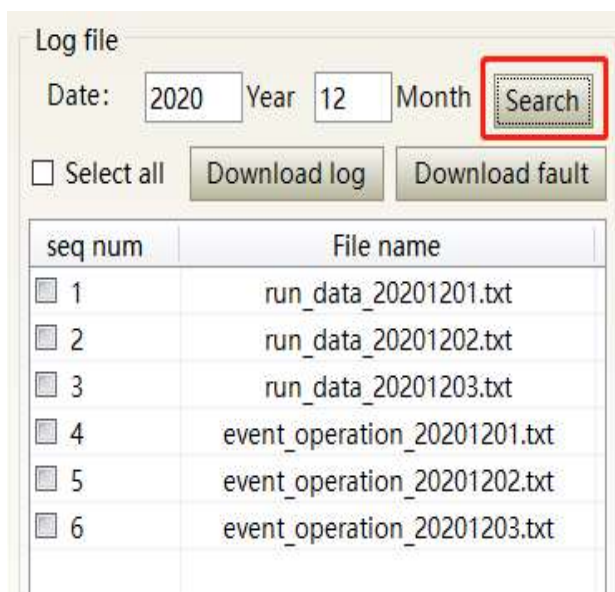 Log file
Date: 2020 Year 12 Month Search
Select all Download log Download fault
seq num File name
1 run_data_20201201.txt
2 run_data_20201202.txt
3 run_data_20201203.txt
4 event_operation_20201201.txt
5 event_operation_20201202.txt
6 event_operation_20201203.txt